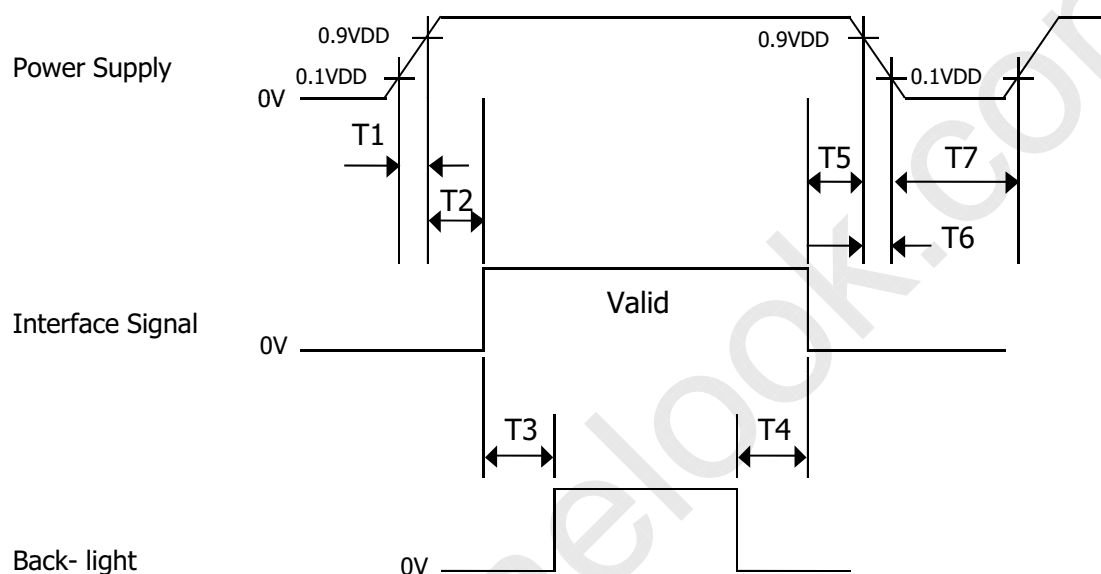 0.9VDD
0.9VDD
Power Supply
0.1VDD
0.1VDD
0V
T1
T5
T7
T2
T6
Valid
Interface Signal
0V
T3
T4
Back- light
0V